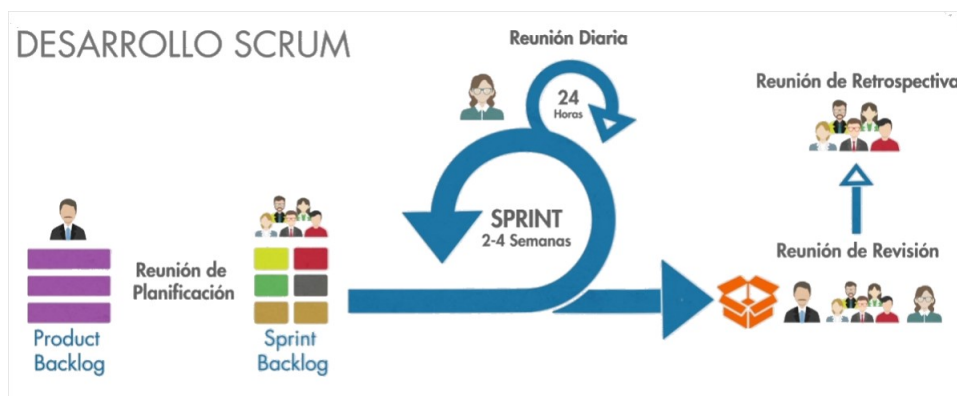 DESARROLLO SCRUM
Reunión Diaria
24
Horas
Reunión de Retrospectiva
SPRINT
2-4 Semanas
Reunión de Revisión
Reunión de
Planificación
Product
Backlog
Sprint
Backlog